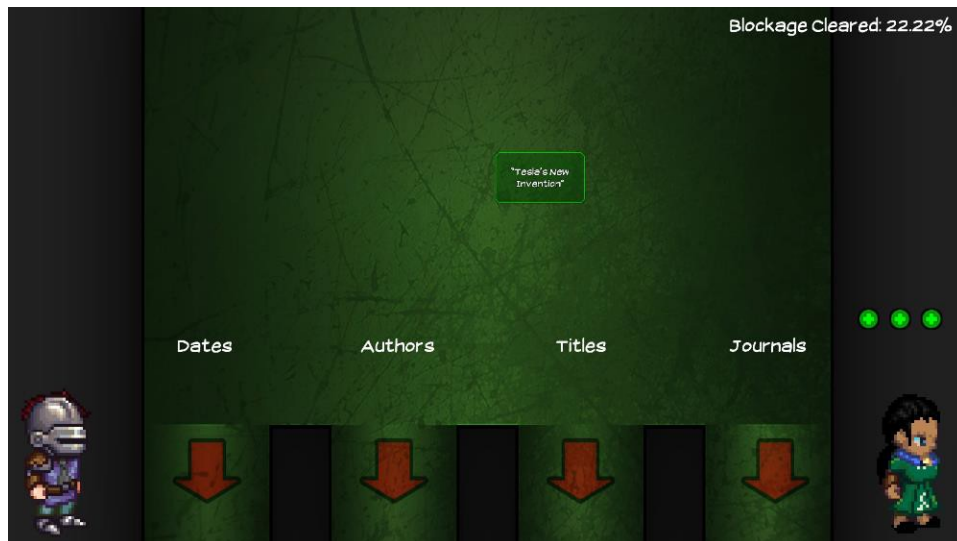 Blockage Cleared: 22.22%
"Tesla's New
Invention"
Dates Authors Titles Journals